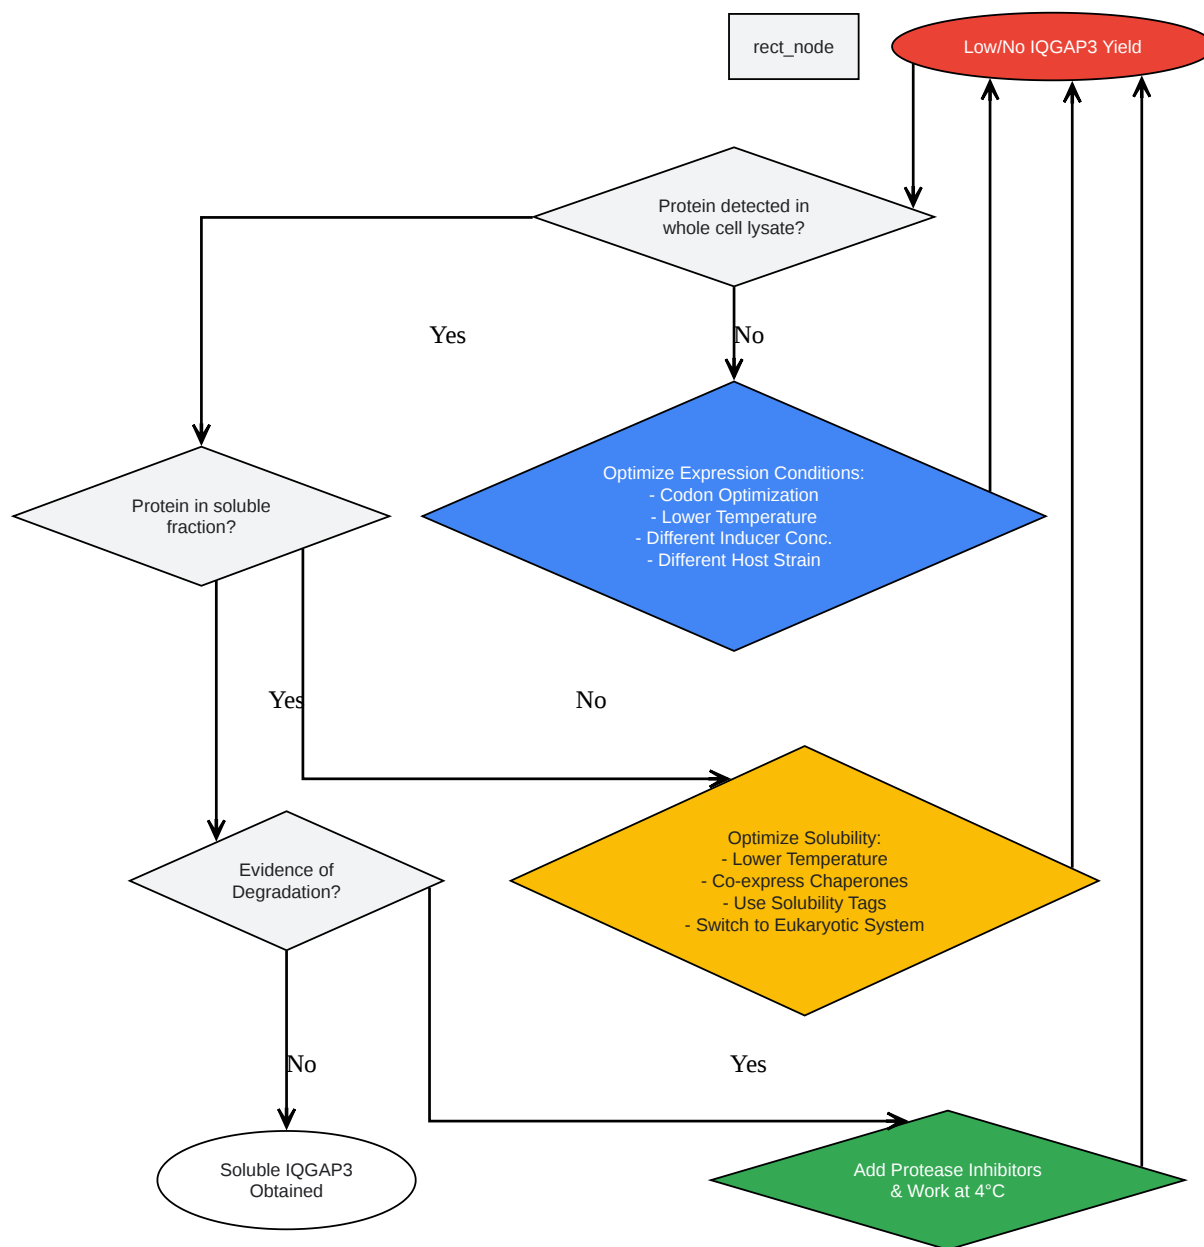 rect_node
Low/No IQGAP3 Yield
Protein detected in
whole cell lysate?
Yes
No
Protein in soluble
fraction?
Optimize Expression Conditions:
- Codon Optimization
- Lower Temperature
- Different Inducer Conc.
- Different Host Strain
Yes
No
Evidence of
Degradation?
Optimize Solubility:
- Lower Temperature
- Co-express Chaperones
- Use Solubility Tags
- Switch to Eukaryotic System
No
Yes
Soluble IQGAP3
Obtained
Add Protease Inhibitors
& Work at 4°C